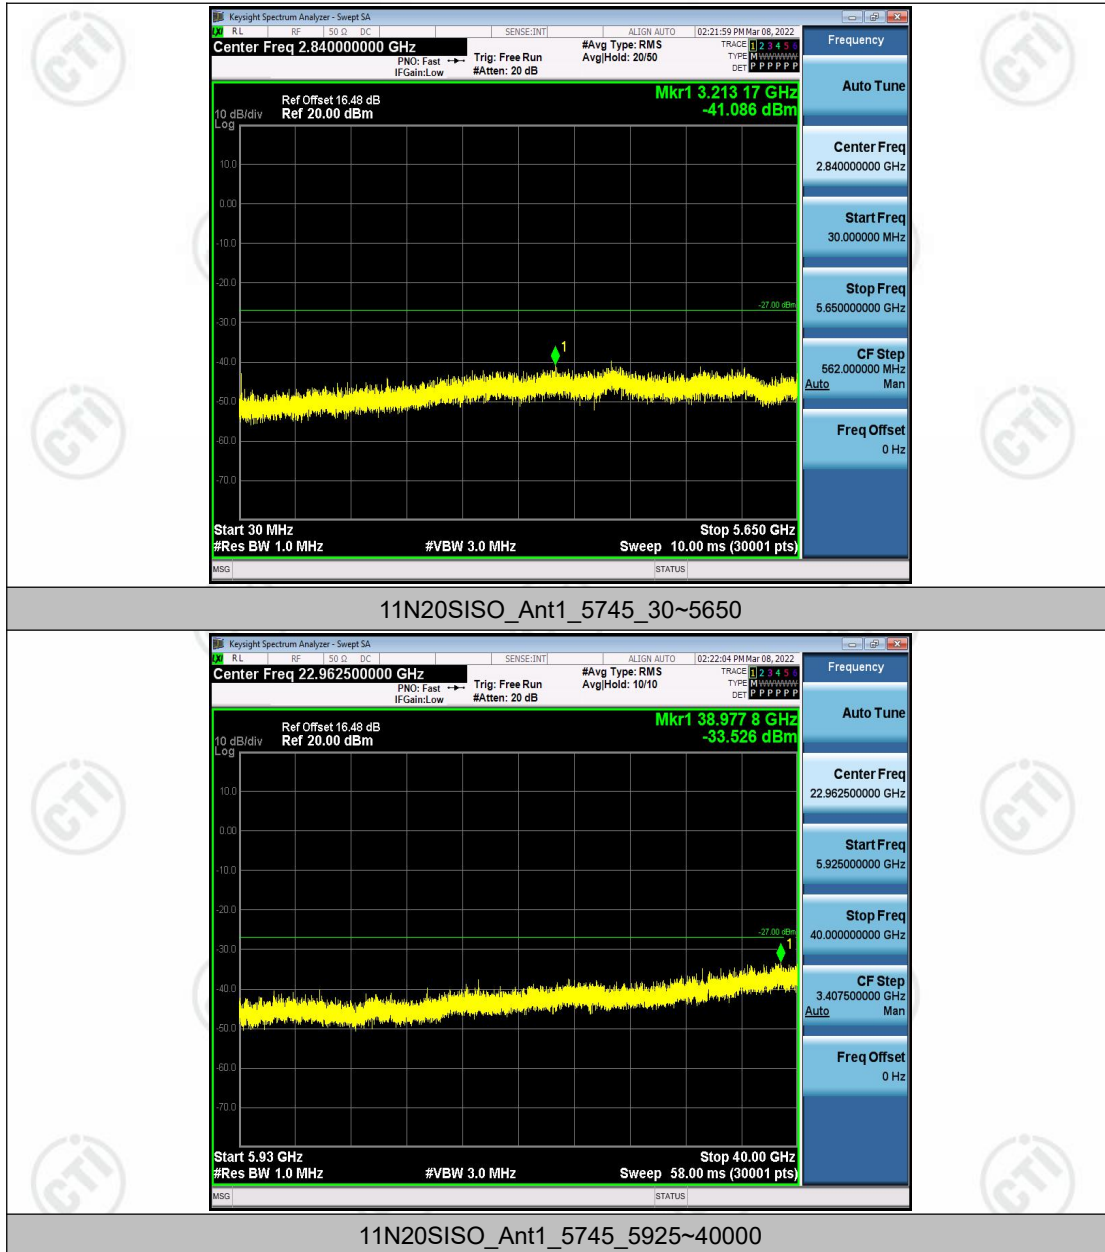 Keysight Spectrum Analyzer - Swept SA
RL RF 50 Ω DC SENSE:INT ALIGN AUTO 02:21:59 PM Mar 08, 2022
Center Freq 2.840000000 GHz
PNO: Fast
IFGain:Low
Trig: Free Run
#Atten: 20 dB
#Avg Type: RMS
Avg|Hold: 20/50
TRACE 1 2 3 4 5 6
TYPE M
DET P P P P P P
Frequency
Mkr1 3.213 17 GHz
-41.086 dBm
Ref Offset 16.48 dB
10 dB/div Ref 20.00 dBm
Log
10.0
0.00
-10.0
-20.0
-27.00 dBm
-30.0
1
-40.0
-50.0
-60.0
-70.0
Start 30 MHz Stop 5.650 GHz
#Res BW 1.0 MHz #VBW 3.0 MHz Sweep 10.00 ms (30001 pts)
MSG STATUS
Auto Tune
Center Freq
2.840000000 GHz
Start Freq
30.000000 MHz
Stop Freq
5.650000000 GHz
CF Step
562.000000 MHz
Auto Man
Freq Offset
0 Hz
11N20SISO_Ant1_5745_30~5650
Keysight Spectrum Analyzer - Swept SA
RL RF 50 Ω DC SENSE:INT ALIGN AUTO 02:22:04 PM Mar 08, 2022
Center Freq 22.962500000 GHz
PNO: Fast
IFGain:Low
Trig: Free Run
#Atten: 20 dB
#Avg Type: RMS
Avg|Hold: 10/10
TRACE 1 2 3 4 5 6
TYPE M
DET P P P P P P
Frequency
Mkr1 38.977 8 GHz
-33.526 dBm
Ref Offset 16.48 dB
10 dB/div Ref 20.00 dBm
Log
10.0
0.00
-10.0
-20.0
-27.00 dBm
1
-30.0
-40.0
-50.0
-60.0
-70.0
Start 5.93 GHz Stop 40.00 GHz
#Res BW 1.0 MHz #VBW 3.0 MHz Sweep 58.00 ms (30001 pts)
MSG STATUS
Auto Tune
Center Freq
22.962500000 GHz
Start Freq
5.925000000 GHz
Stop Freq
40.000000000 GHz
CF Step
3.407500000 GHz
Auto Man
Freq Offset
0 Hz
11N20SISO_Ant1_5745_5925~40000
CTI
CTI
CTI
CTI
CTI
CTI
CTI
CTI